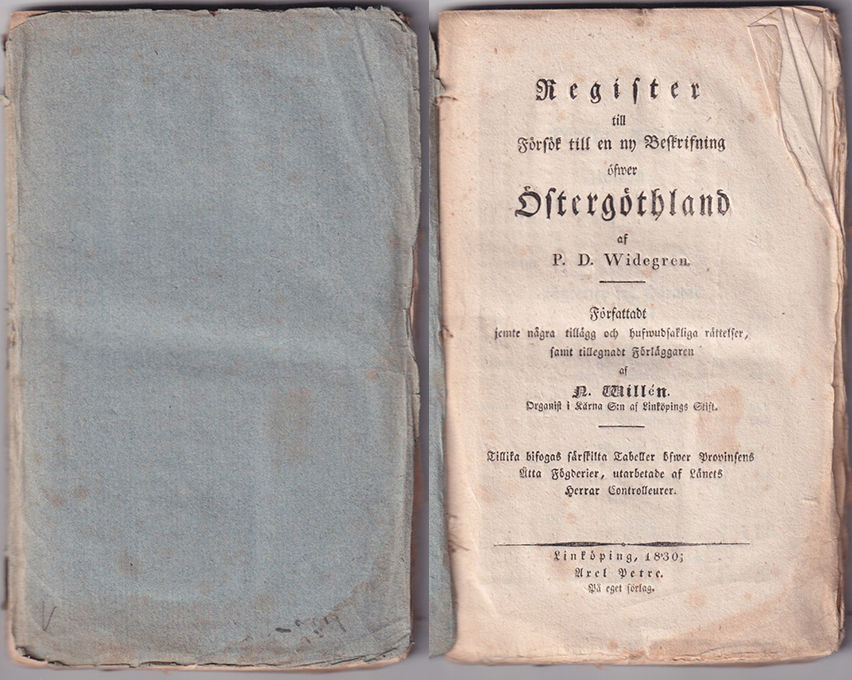 Register
till
Försök till en ny Beskrifning
öfwer
Östergöthland
af
P. D. Widegren.
Författadt
jemte några tillägg och hufwudsakliga rättelser,
samt tillegnadt Förläggaren
af
N. Willén.
Organist i Kärna S:n af Linköpings Stift.
Tillika bifogas särskilta Tabeller öfwer Provinsens
Åtta Fögderier, utarbetade af Länets
Herrar Controlleurer.
Linköping, 1830;
Axel Petre.
På eget förlag.